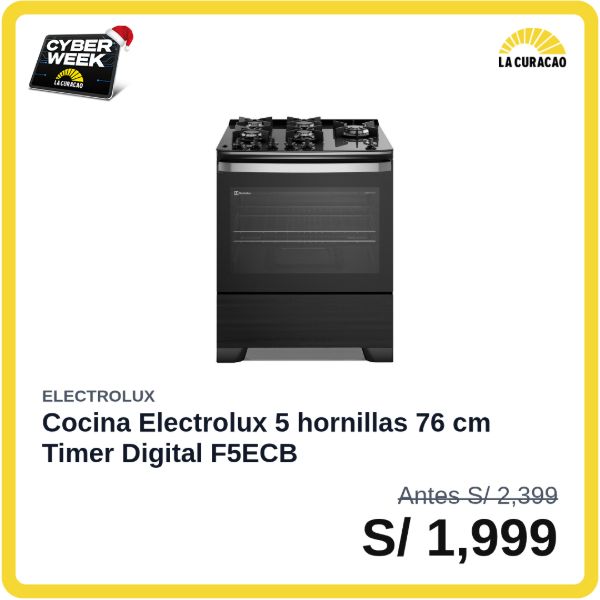 CYBER
WEEK
LA CURACAO
LA CURACAO
Electrolux
ELECTROLUX
Cocina Electrolux 5 hornillas 76 cm
Timer Digital F5ECB
Antes S/ 2,399
S/ 1,999